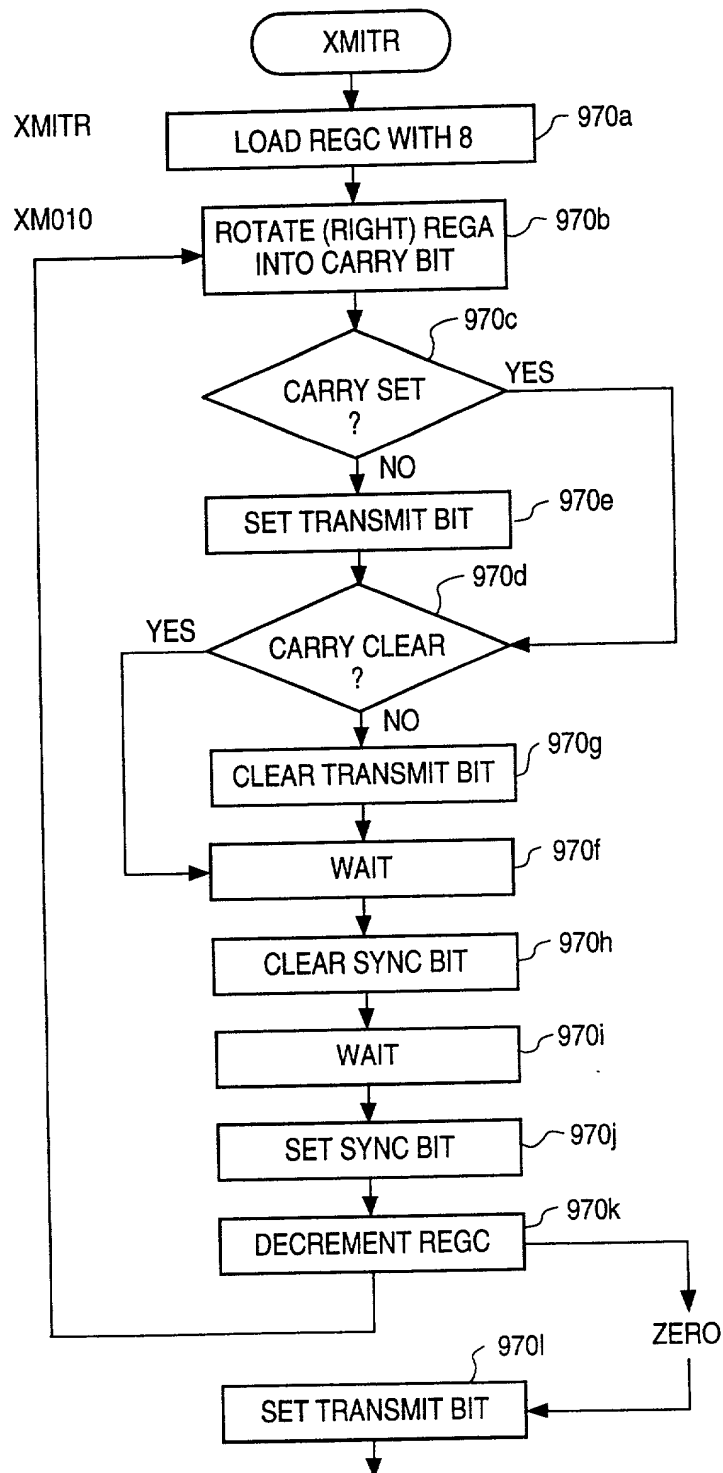 XMITR
XMITR
LOAD REGC WITH 8
970a
XM010
ROTATE (RIGHT) REGA
INTO CARRY BIT
970b
970c
CARRY SET
?
YES
NO
SET TRANSMIT BIT
970e
970d
YES
CARRY CLEAR
?
NO
970g
CLEAR TRANSMIT BIT
WAIT
970f
CLEAR SYNC BIT
970h
WAIT
970i
SET SYNC BIT
970j
970k
DECREMENT REGC
ZERO
970l
SET TRANSMIT BIT